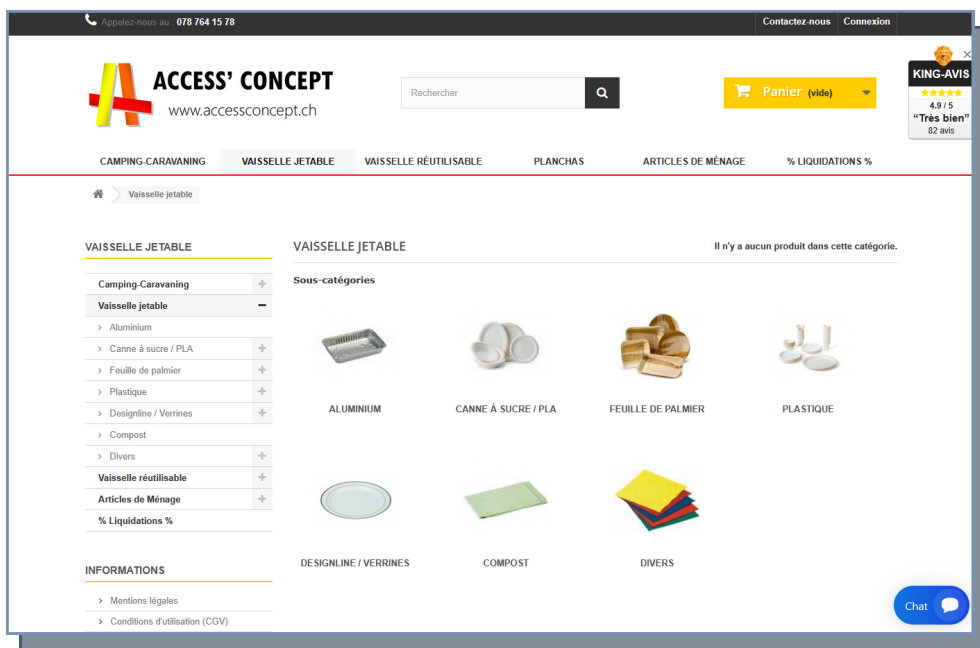 Appelez-nous au : 078 764 15 78
Contactez-nous Connexion
ACCESS' CONCEPT
www.accessconcept.ch
Rechercher
Panier (vide)
KING-AVIS
4.9 / 5
“Très bien”
82 avis
CAMPING-CARAVANING VAISSELLE JETABLE VAISSELLE RÉUTILISABLE PLANCHAS ARTICLES DE MÉNAGE % LIQUIDATIONS %
Vaisselle jetable
VAISSELLE JETABLE
Camping-Caravaning
Vaisselle jetable
> Aluminium
> Canne à sucre / PLA
> Feuille de palmier
> Plastique
> Designline / Verrines
> Compost
> Divers
Vaisselle réutilisable
Articles de Ménage
% Liquidations %
INFORMATIONS
> Mentions légales
> Conditions d'utilisation (CGV)
VAISSELLE JETABLE
Il n'y a aucun produit dans cette catégorie.
Sous-catégories
ALUMINIUM CANNE À SUCRE / PLA FEUILLE DE PALMIER PLASTIQUE
DESIGNLINE / VERRINES COMPOST DIVERS
Chat